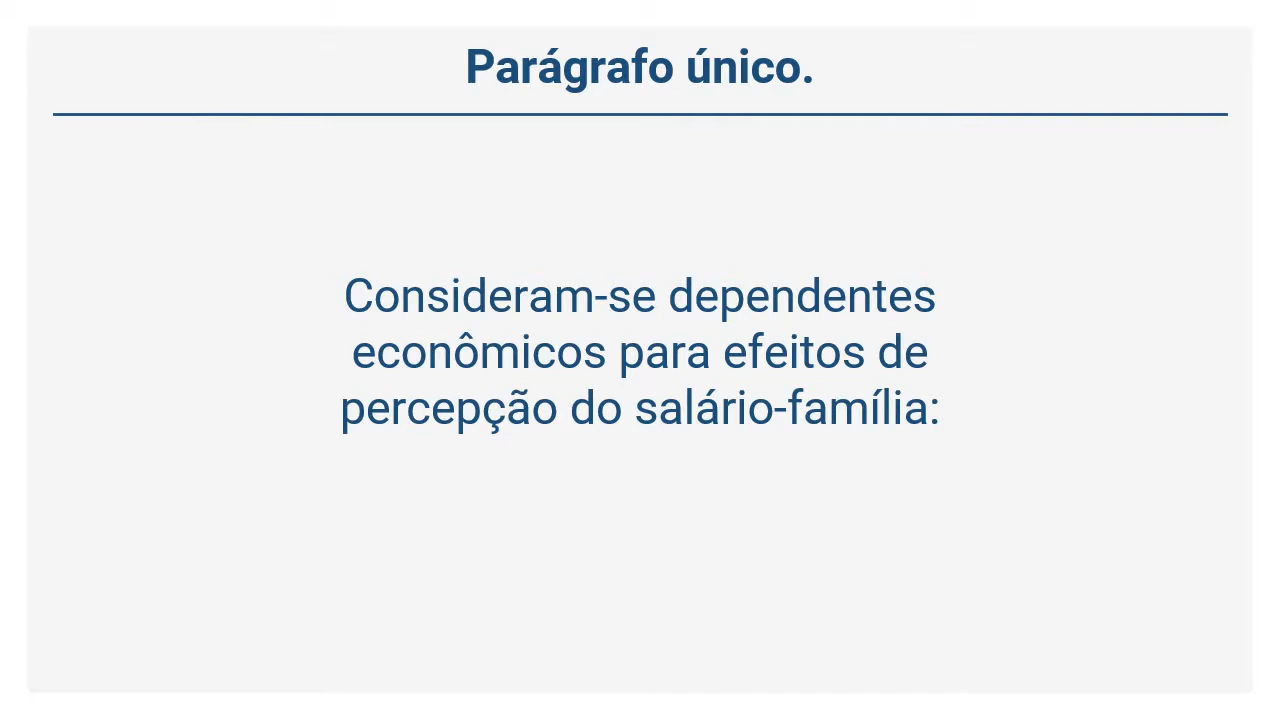 Parágrafo único.
Consideram-se dependentes
econômicos para efeitos de
percepção do salário-família: